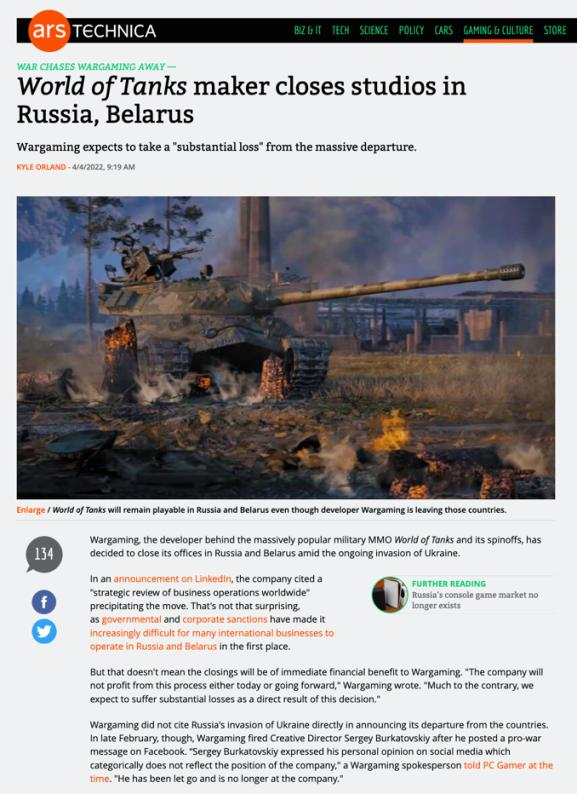 ars TECHNICA
BIZ & IT TECH SCIENCE POLICY CARS GAMING & CULTURE STORE
WAR CHASES WARGAMING AWAY —
World of Tanks maker closes studios in
Russia, Belarus
Wargaming expects to take a "substantial loss" from the massive departure.
KYLE ORLAND - 4/4/2022, 9:19 AM
Enlarge / World of Tanks will remain playable in Russia and Belarus even though developer Wargaming is leaving those countries.
134
Wargaming, the developer behind the massively popular military MMO World of Tanks and its spinoffs, has
decided to close its offices in Russia and Belarus amid the ongoing invasion of Ukraine.
In an announcement on LinkedIn, the company cited a
"strategic review of business operations worldwide"
precipitating the move. That's not that surprising,
as governmental and corporate sanctions have made it
increasingly difficult for many international businesses to
operate in Russia and Belarus in the first place.
FURTHER READING
Russia's console game market no
longer exists
But that doesn't mean the closings will be of immediate financial benefit to Wargaming. "The company will
not profit from this process either today or going forward," Wargaming wrote. "Much to the contrary, we
expect to suffer substantial losses as a direct result of this decision."
Wargaming did not cite Russia's invasion of Ukraine directly in announcing its departure from the countries.
In late February, though, Wargaming fired Creative Director Sergey Burkatovskiy after he posted a pro-war
message on Facebook. "Sergey Burkatovskiy expressed his personal opinion on social media which
categorically does not reflect the position of the company," a Wargaming spokesperson told PC Gamer at the
time. "He has been let go and is no longer at the company."